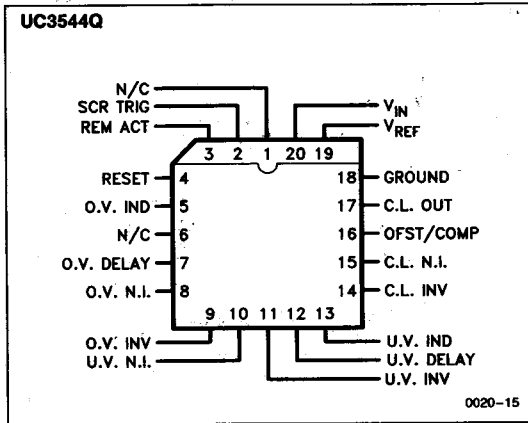 UC3544Q
N/C
SCR TRIG
REM ACT
V_IN
V_REF
3 2 1 20 19
RESET 4
18 GROUND
O.V. IND 5
17 C.L. OUT
N/C 6
16 OFST/COMP
O.V. DELAY 7
15 C.L. N.I.
O.V. N.I. 8
14 C.L. INV
9 10 11 12 13
O.V. INV
U.V. IND
U.V. N.I.
U.V. DELAY
U.V. INV
0020-15